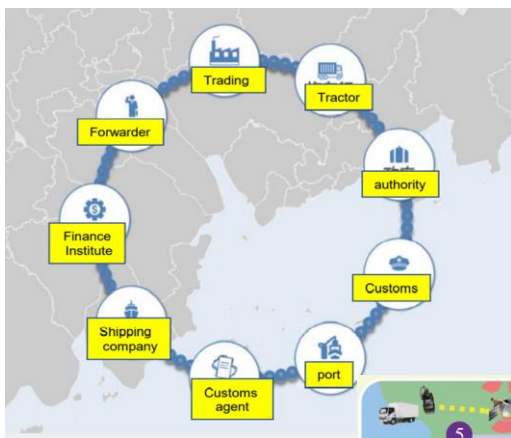 Trading
Tractor
Forwarder
authority
Finance
Institute
Customs
Shipping
company
port
Customs
agent
5